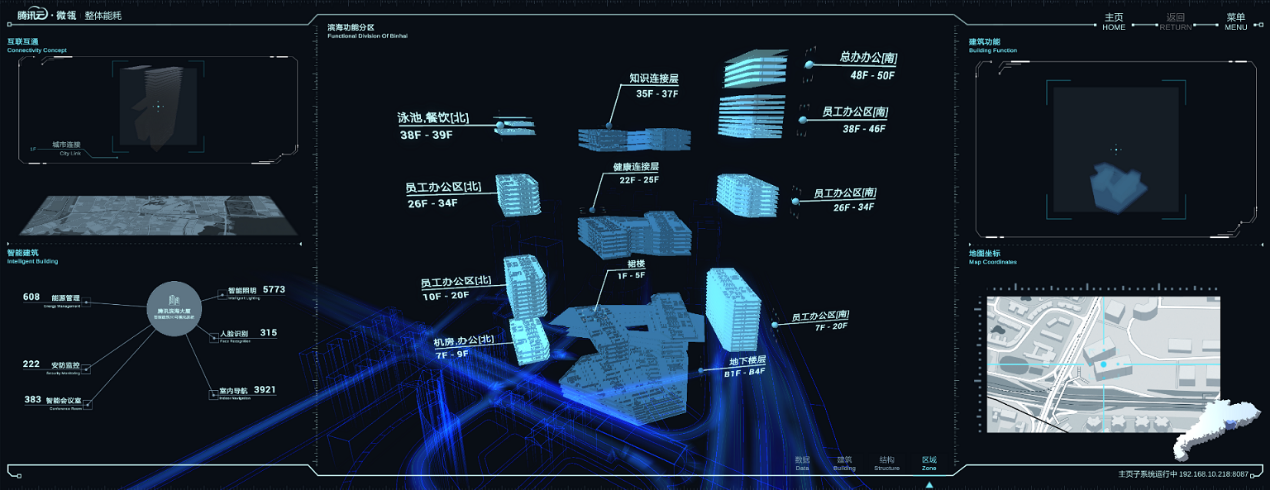 腾讯云·微瓴 整体能耗
主页
HOME
返回
RETURN
菜单
MENU
互联互通
Connectivity Concept
城市连接
City Link
智能建筑
Intelligent Building
608 能源管理
Energy Management
222 安防监控
Security Monitoring
383 智能会议室
Conference Room
腾讯滨海大厦
智能照明 5773
Intelligent Lighting
人脸识别 315
Face Recognition
室内导航 3921
Indoor Navigation
滨海功能分区
Functional Division Of Binhai
知识连接层
35F - 37F
总办办公[南]
48F - 50F
泳池,餐饮[北]
38F - 39F
员工办公区[南]
38F - 46F
健康连接层
22F - 25F
员工办公区[北]
26F - 34F
员工办公区[南]
26F - 34F
裙楼
1F - 5F
员工办公区[北]
10F - 20F
员工办公区[南]
7F - 20F
机房,办公[北]
7F - 9F
地下楼层
B1F - B4F
数据
Data
建筑
Building
结构
Structure
区域
Zone
建筑功能
Building Function
地图坐标
Map Coordinates
主页子系统运行中 192.168.10.218:8087